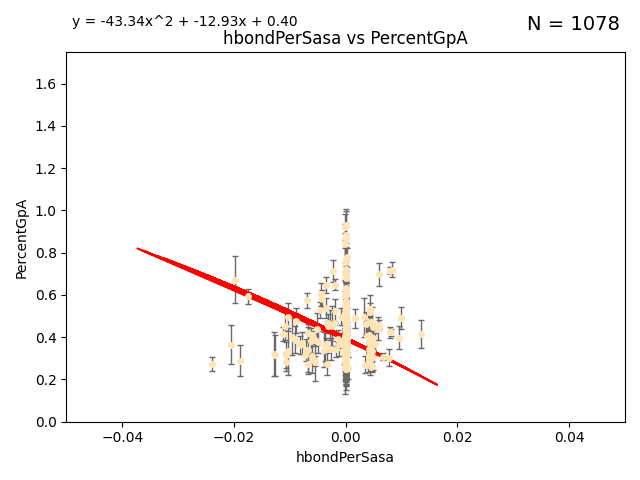 y = -43.34x^2 + -12.93x + 0.40
N = 1078
hbondPerSasa vs PercentGpA
PercentGpA
1.6
1.4
1.2
1.0
0.8
0.6
0.4
0.2
0.0
−0.04 −0.02 0.00 0.02 0.04
hbondPerSasa